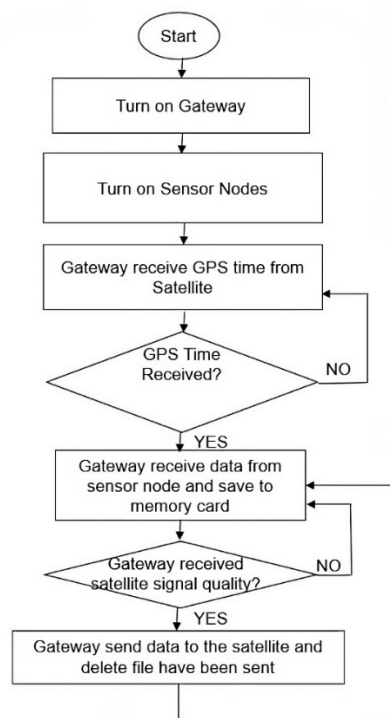 Start
Turn on Gateway
Turn on Sensor Nodes
Gateway receive GPS time from
Satellite
GPS Time
Received?
NO
YES
Gateway receive data from
sensor node and save to
memory card
Gateway received
satellite signal quality?
NO
YES
Gateway send data to the satellite and
delete file have been sent